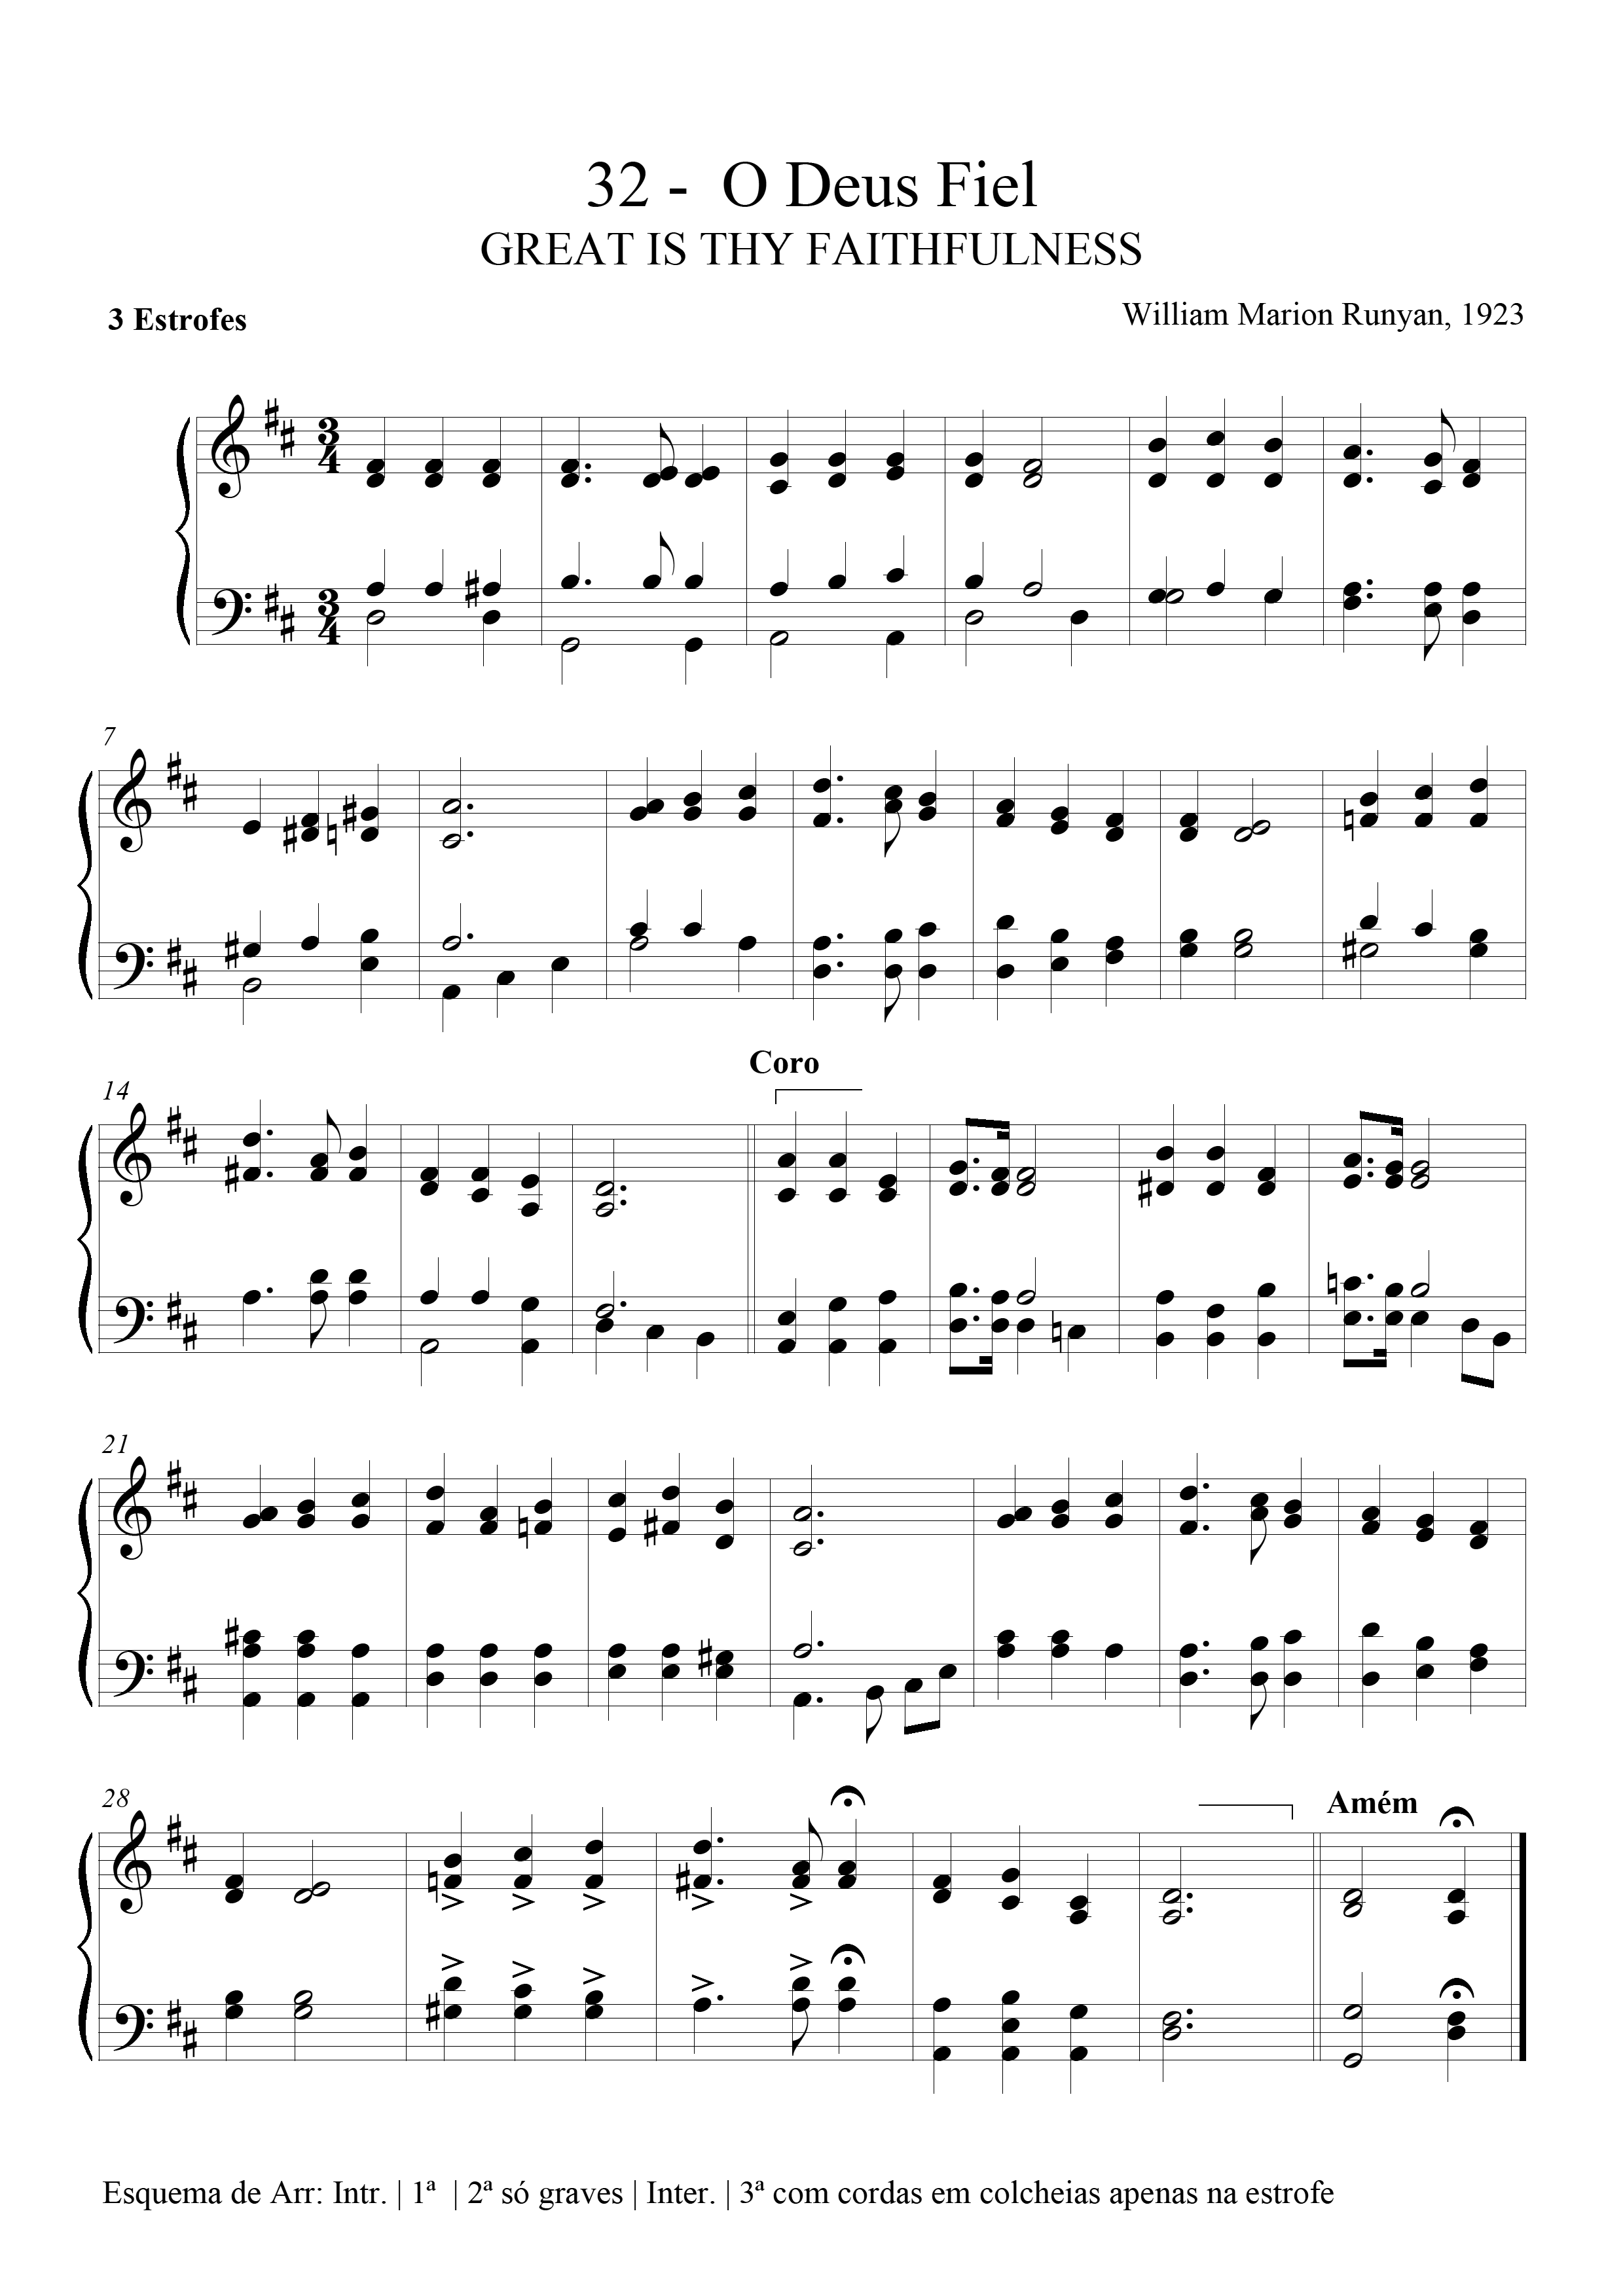 32 - O Deus Fiel
GREAT IS THY FAITHFULNESS
3 Estrofes
William Marion Runyan, 1923
3
4
3
4
7
Coro
14
21
28
Amém
Esquema de Arr: Intr. | 1ª | 2ª só graves | Inter. | 3ª com cordas em colcheias apenas na estrofe